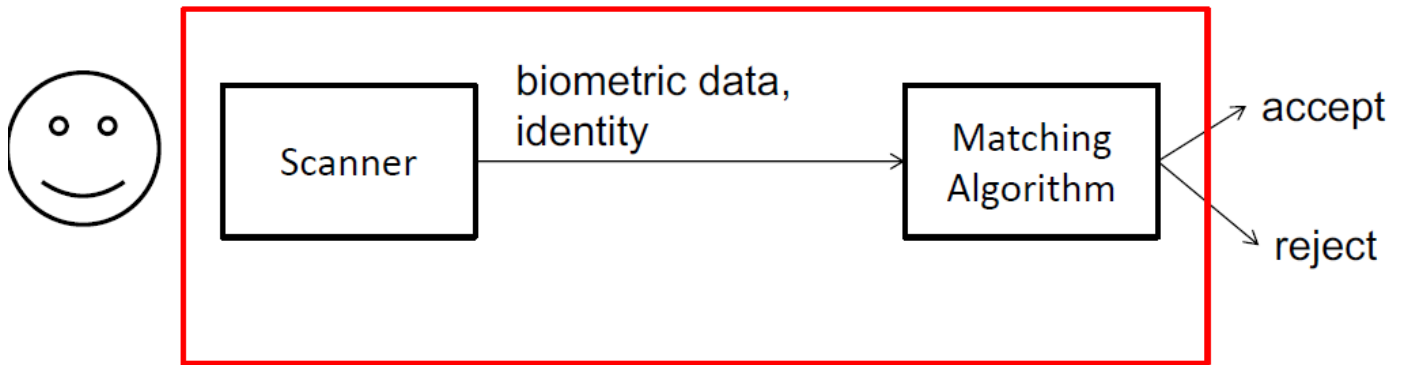 Scanner
biometric data,
identity
Matching
Algorithm
accept
reject